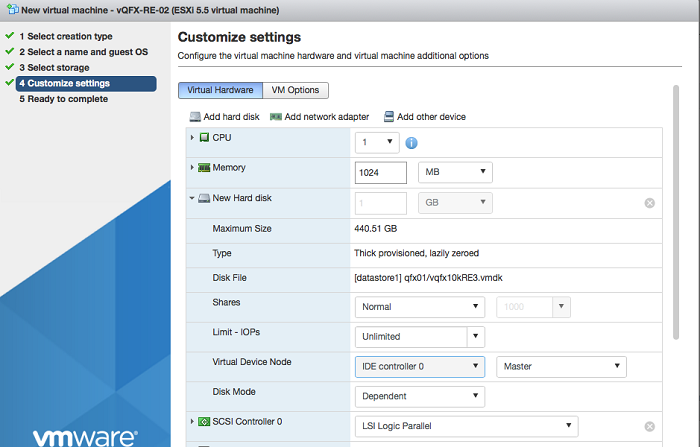 New virtual machine - vQFX-RE-02 (ESXi 5.5 virtual machine)
1 Select creation type
2 Select a name and guest OS
3 Select storage
4 Customize settings
5 Ready to complete
vmware®
Customize settings
Configure the virtual machine hardware and virtual machine additional options
Virtual Hardware VM Options
Add hard disk Add network adapter Add other device
CPU 1
Memory 1024 MB
New Hard disk 1 GB
Maximum Size 440.51 GB
Type Thick provisioned, lazily zeroed
Disk File [datastore1] qfx01/vqfx10kRE3.vmdk
Shares Normal 1000
Limit - IOPs Unlimited
Virtual Device Node IDE controller 0 Master
Disk Mode Dependent
SCSI Controller 0 LSI Logic Parallel